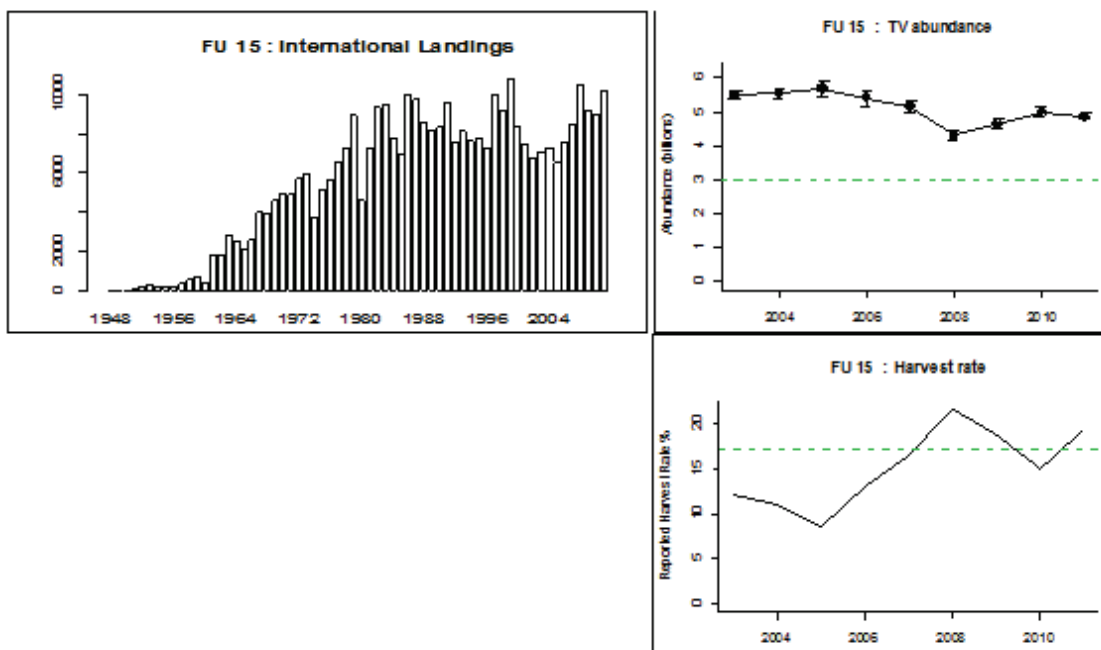 FU 15 : International Landings
10000
6000
2000
0
1948 1956 1964 1972 1980 1988 1996 2004
FU 15 : TV abundance
Abundance (billions)
6
5
4
3
2
1
0
2004 2006 2008 2010
FU 15 : Harvest rate
Reported Harvest Rate %
20
15
10
5
0
2004 2006 2008 2010